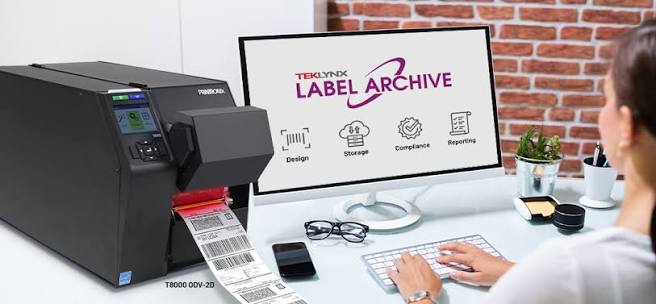 PRINTRONIX
TEKLYNX
LABEL ARCHIVE
Design
Storage
Compliance
Reporting
T8000 ODV-2D